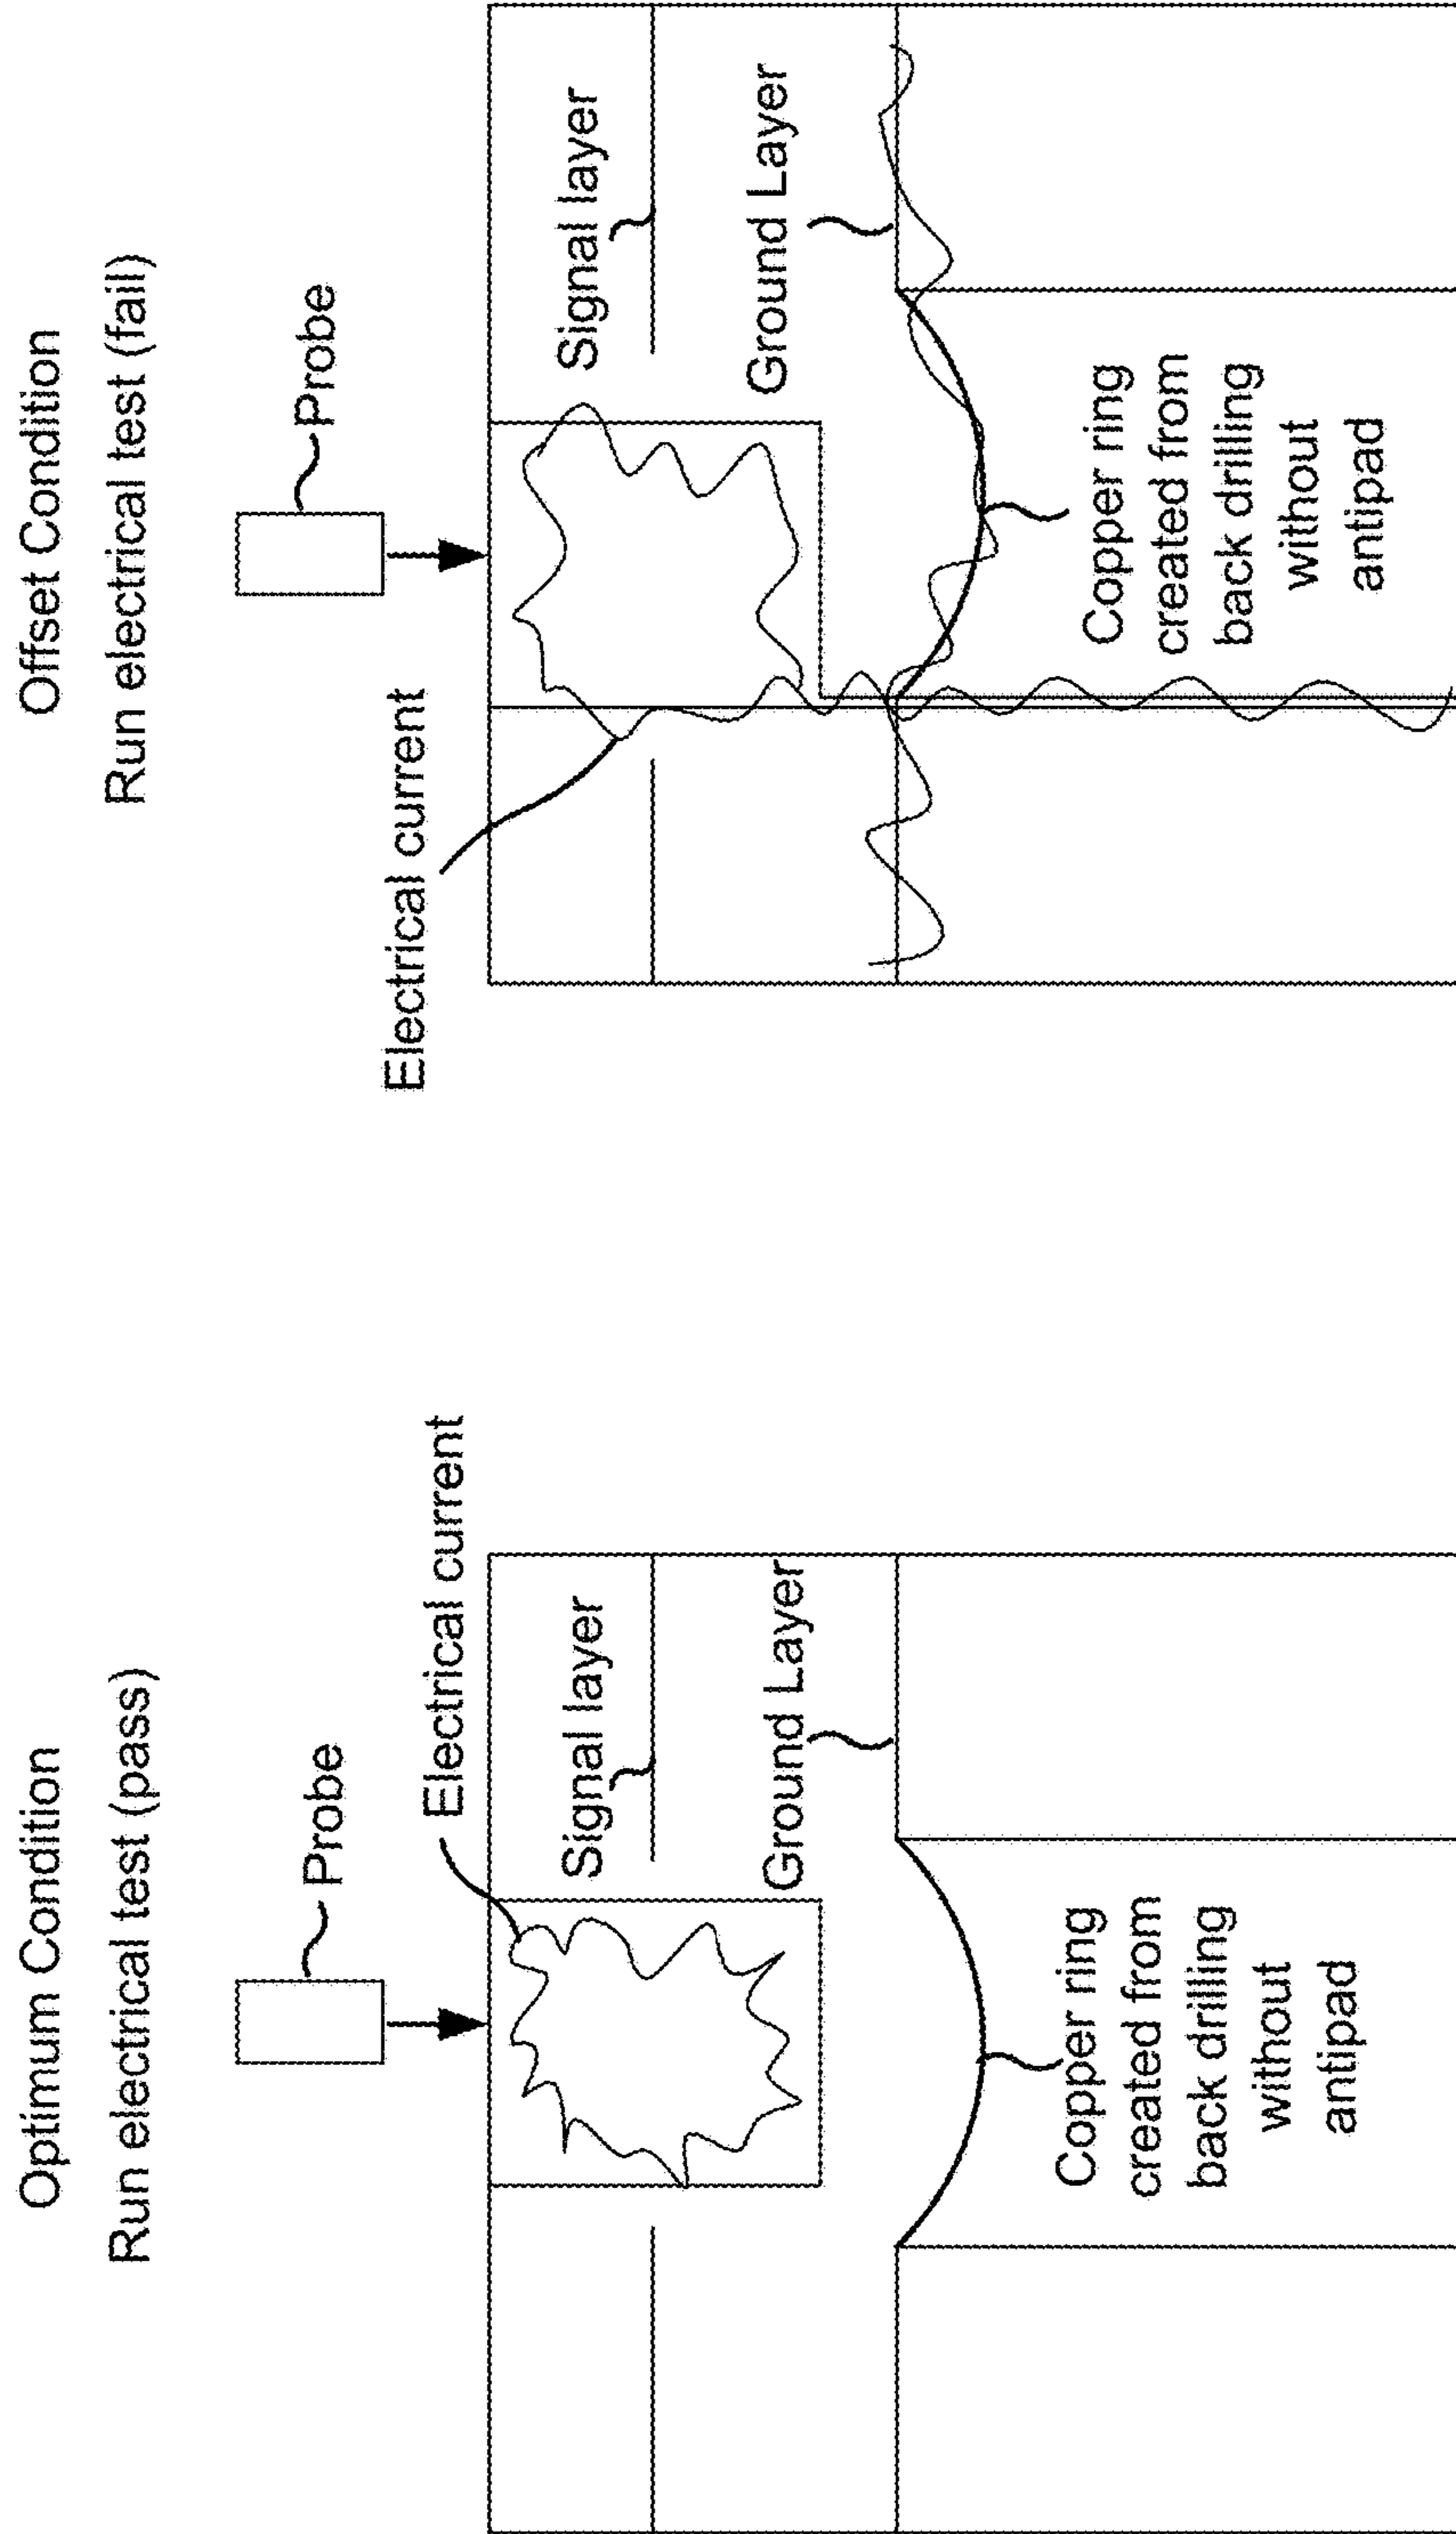 Optimum Condition
Run electrical test (pass)
Probe
Electrical current
Signal layer
Ground Layer
Copper ring
created from
back drilling
without
antipad
Offset Condition
Run electrical test (fail)
Probe
Electrical current
Signal layer
Ground Layer
Copper ring
created from
back drilling
without
antipad